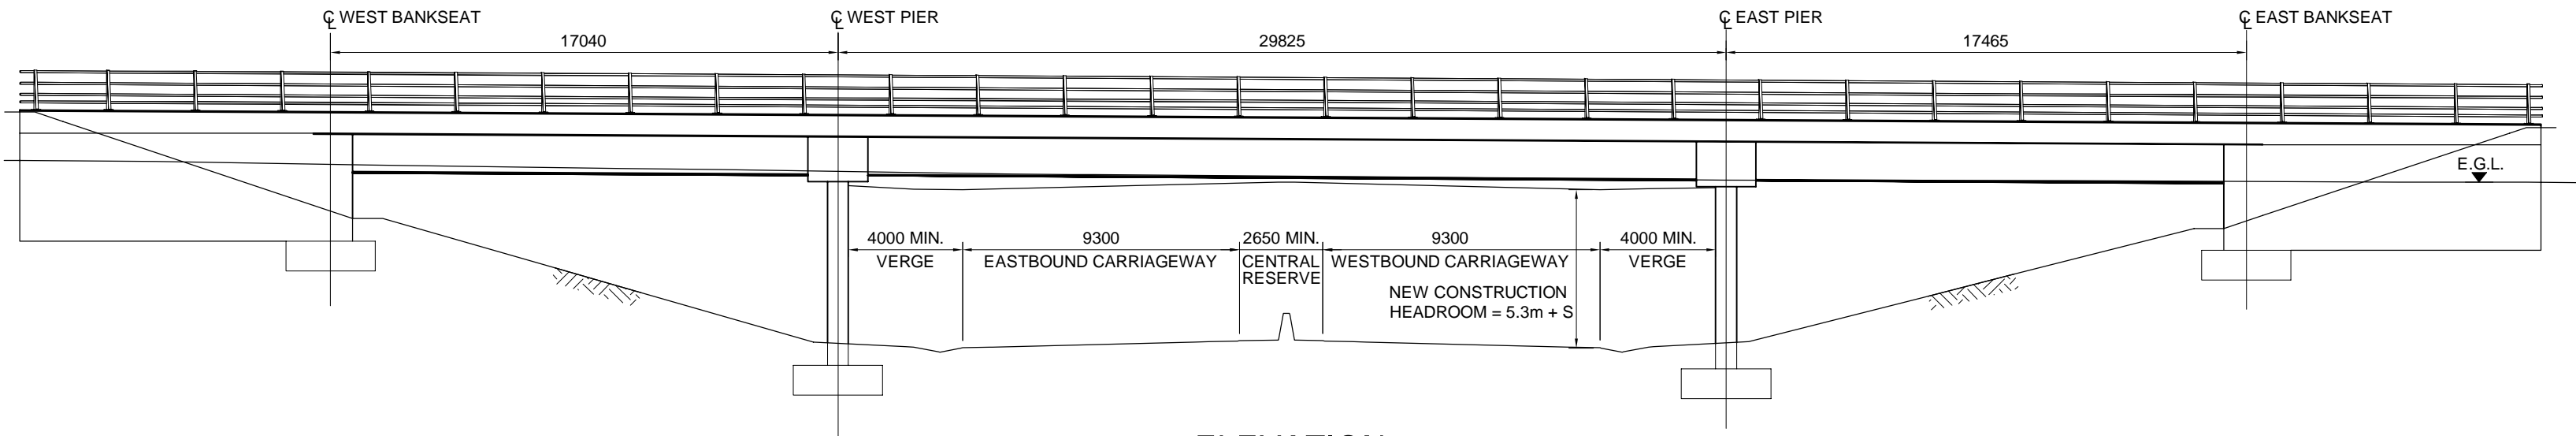 ℄ WEST BANKSEAT
℄ WEST PIER
℄ EAST PIER
℄ EAST BANKSEAT
17040
29825
17465
E.G.L.
4000 MIN.
VERGE
9300
EASTBOUND CARRIAGEWAY
2650 MIN.
CENTRAL
RESERVE
9300
WESTBOUND CARRIAGEWAY
4000 MIN.
VERGE
NEW CONSTRUCTION
HEADROOM = 5.3m + S
ELEVATION